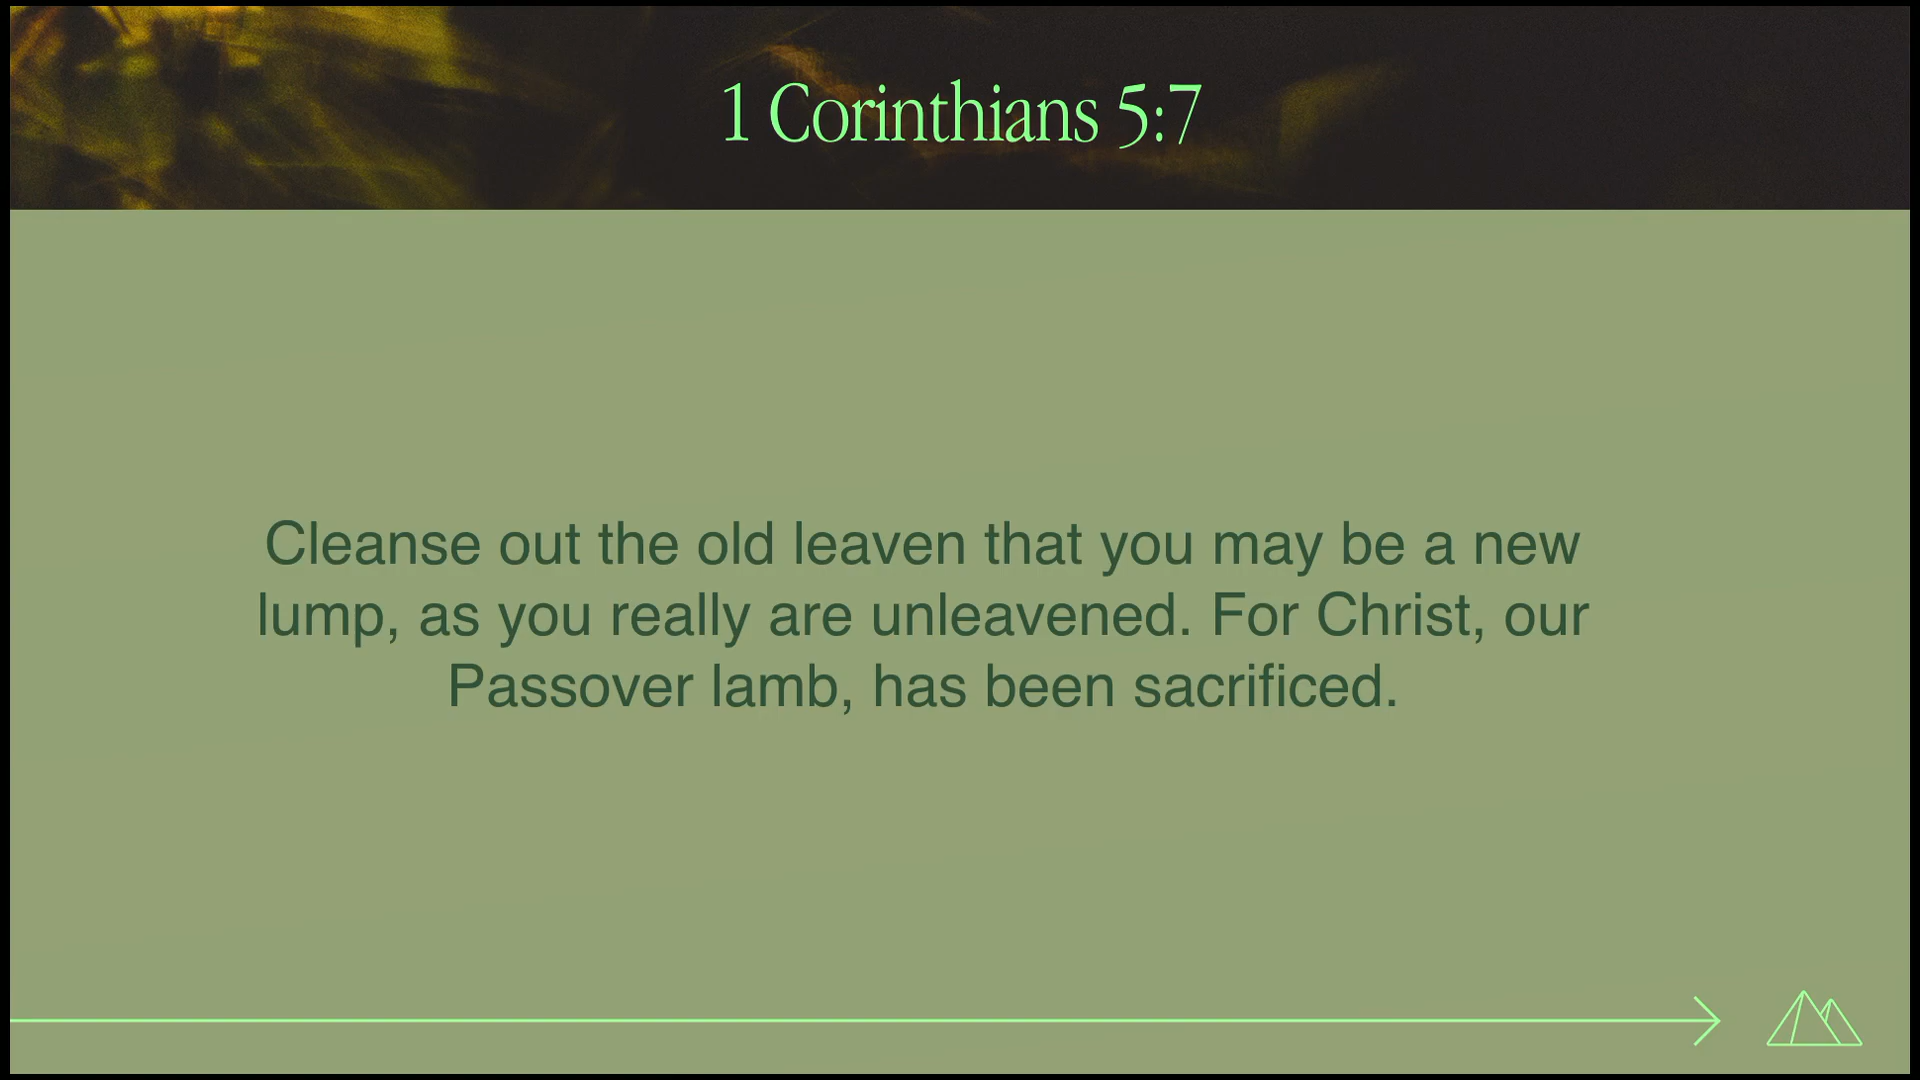 1 Corinthians 5:7
Cleanse out the old leaven that you may be a new
lump, as you really are unleavened. For Christ, our
Passover lamb, has been sacrificed.